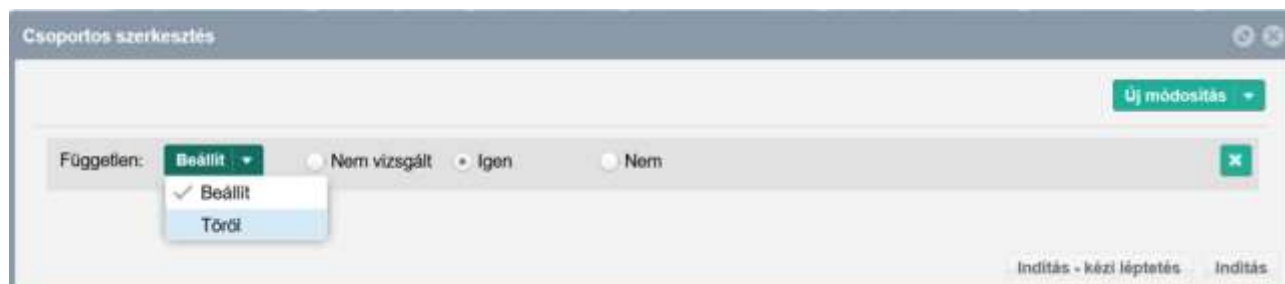 Csoportos szerkesztés
Új módosítás
Független: Beállít Nem vizsgált Igen Nem
Beállít
Töröl
Indítás - kézi léptetés Indítás